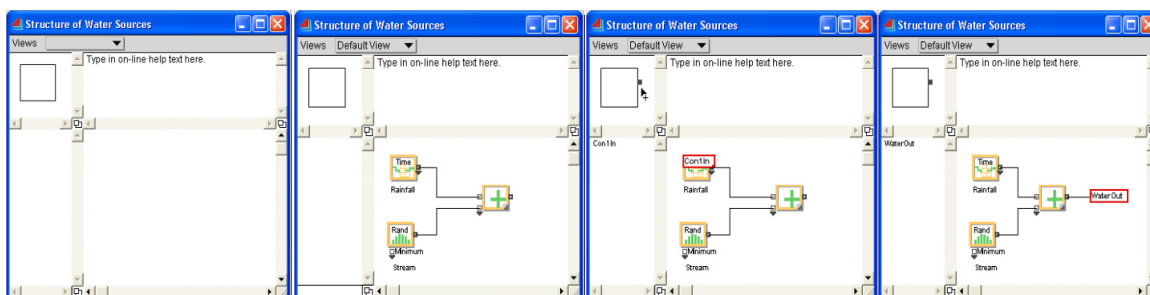 Structure of Water Sources
Views
Type in on-line help text here.
Structure of Water Sources
Views Default View
Type in on-line help text here.
Time
Rainfall
Rand
Minimum
Stream
Structure of Water Sources
Views Default View
Type in on-line help text here.
Con1In
Con1In
Rainfall
Rand
Minimum
Stream
Structure of Water Sources
Views Default View
Type in on-line help text here.
WaterOut
Time
Rainfall
WaterOut
Rand
Minimum
Stream